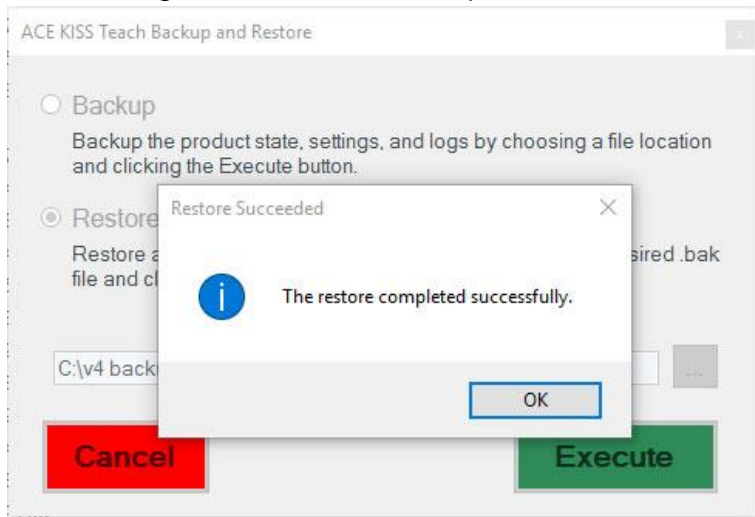 ACE KISS Teach Backup and Restore
Backup
Backup the product state, settings, and logs by choosing a file location
and clicking the Execute button.
Restore Succeeded
Restore
Restore a
sired .bak
file and cl
The restore completed successfully.
C:\v4 back
...
OK
Cancel
Execute